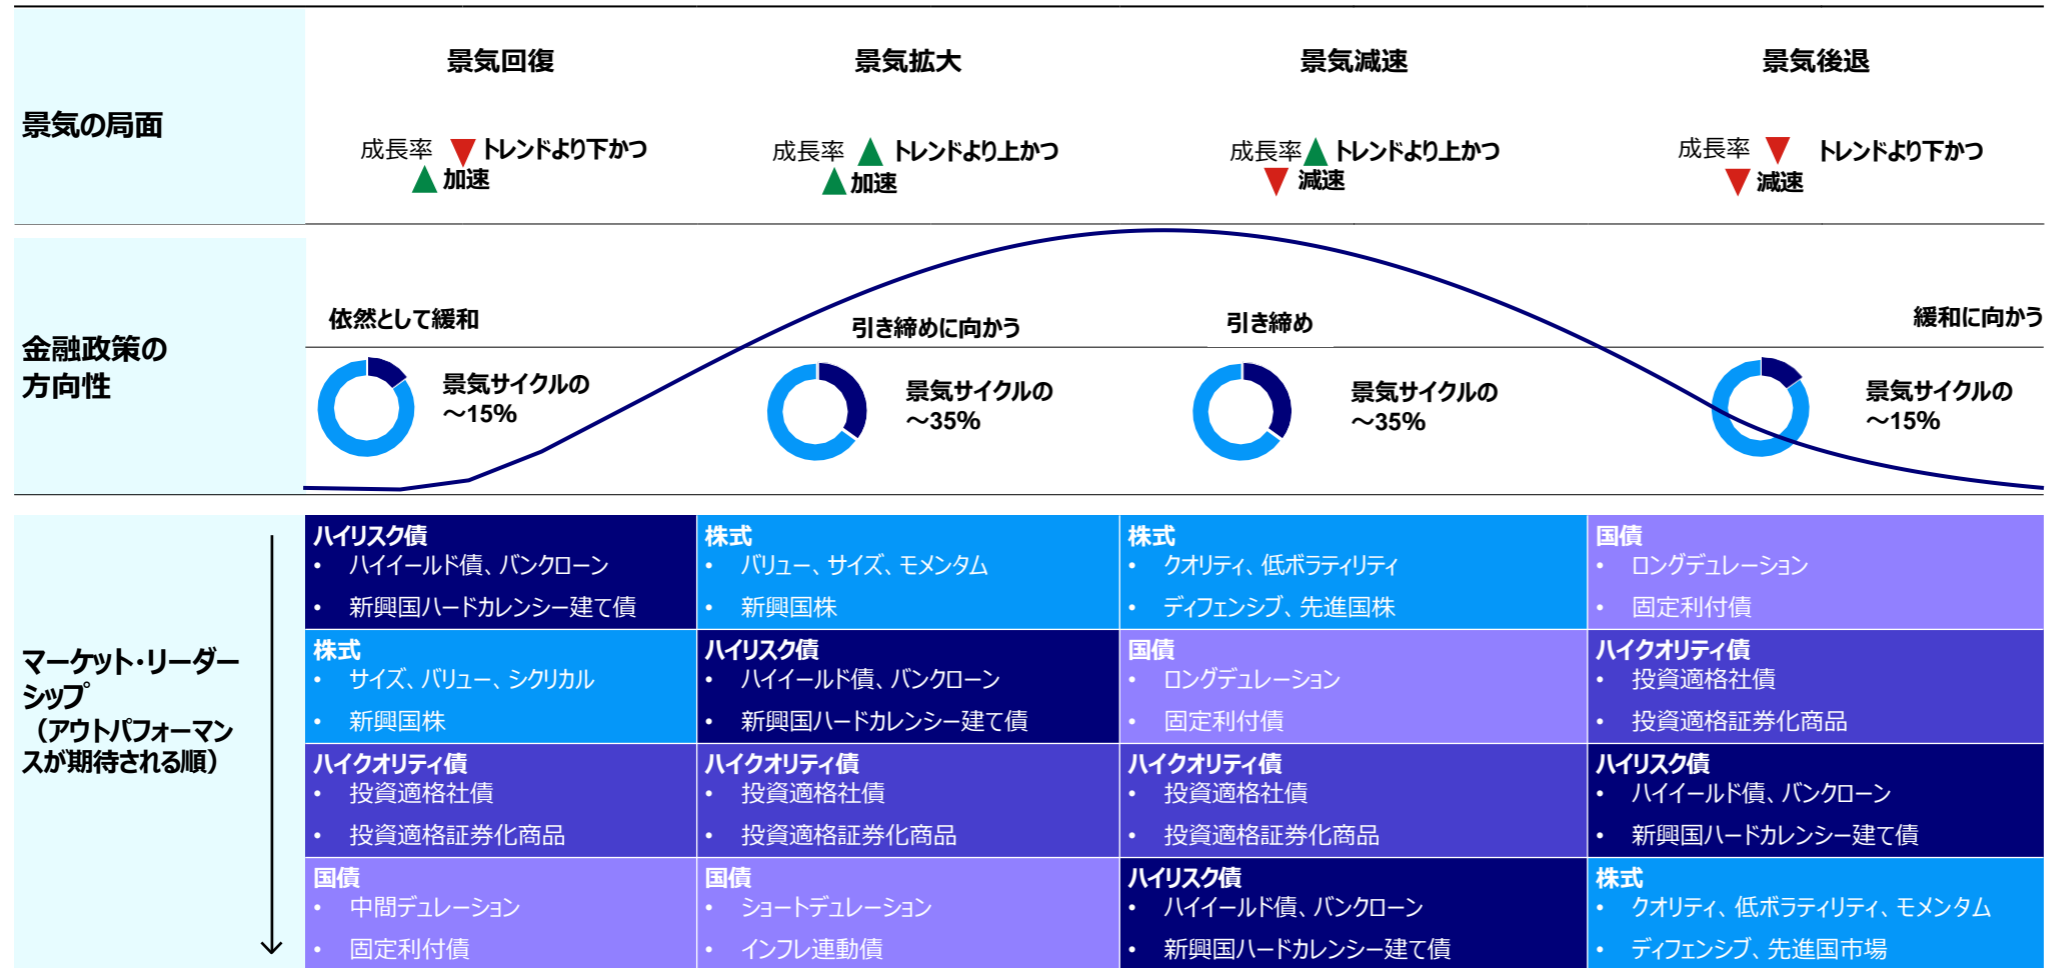 景気の局面
景気回復
成長率 ▼ トレンドより下かつ
▲ 加速
景気拡大
成長率 ▲ トレンドより上かつ
▲ 加速
景気減速
成長率 ▲ トレンドより上かつ
▼ 減速
景気後退
成長率 ▼ トレンドより下かつ
▼ 減速
金融政策の
方向性
依然として緩和
景気サイクルの
～15%
引き締めに向かう
景気サイクルの
～35%
引き締め
景気サイクルの
～35%
緩和に向かう
景気サイクルの
～15%
マーケット・リーダー
シップ
（アウトパフォーマン
スが期待される順）
ハイリスク債
• ハイイールド債、バンクローン
• 新興国ハードカレンシー建て債
株式
• バリュー、サイズ、モメンタム
• 新興国株
株式
• クオリティ、低ボラティリティ
• ディフェンシブ、先進国株
国債
• ロングデュレーション
• 固定利付債
株式
• サイズ、バリュー、シクリカル
• 新興国株
ハイリスク債
• ハイイールド債、バンクローン
• 新興国ハードカレンシー建て債
国債
• ロングデュレーション
• 固定利付債
ハイクオリティ債
• 投資適格社債
• 投資適格証券化商品
ハイクオリティ債
• 投資適格社債
• 投資適格証券化商品
ハイクオリティ債
• 投資適格社債
• 投資適格証券化商品
ハイクオリティ債
• 投資適格社債
• 投資適格証券化商品
ハイリスク債
• ハイイールド債、バンクローン
• 新興国ハードカレンシー建て債
国債
• 中間デュレーション
• 固定利付債
国債
• ショートデュレーション
• インフレ連動債
ハイリスク債
• ハイイールド債、バンクローン
• 新興国ハードカレンシー建て債
株式
• クオリティ、低ボラティリティ、モメンタム
• ディフェンシブ、先進国市場